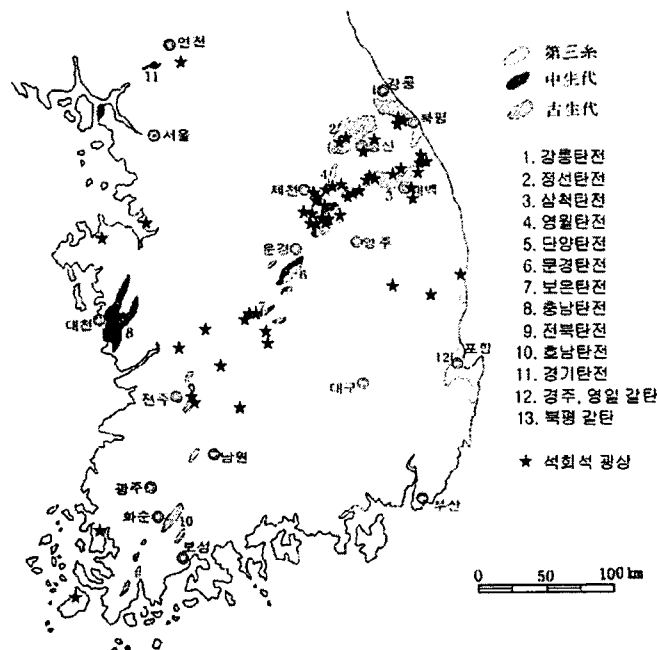 연천
11
강릉
1
第三系
中生代
古生代
서울
북평
2
정선
1. 강릉탄전
2. 정선탄전
3. 삼척탄전
4. 영월탄전
5. 단양탄전
6. 문경탄전
7. 보은탄전
8. 충남탄전
9. 전북탄전
10. 호남탄전
11. 경기탄전
12. 경주, 영일 갈탄
13. 북평 갈탄
★ 석회석 광상
4
제천
3
태백
문경
영주
6
7
대천
8
포항
12
대구
전주
9
남원
광주
화순
10
보성
부산
0 50 100 km